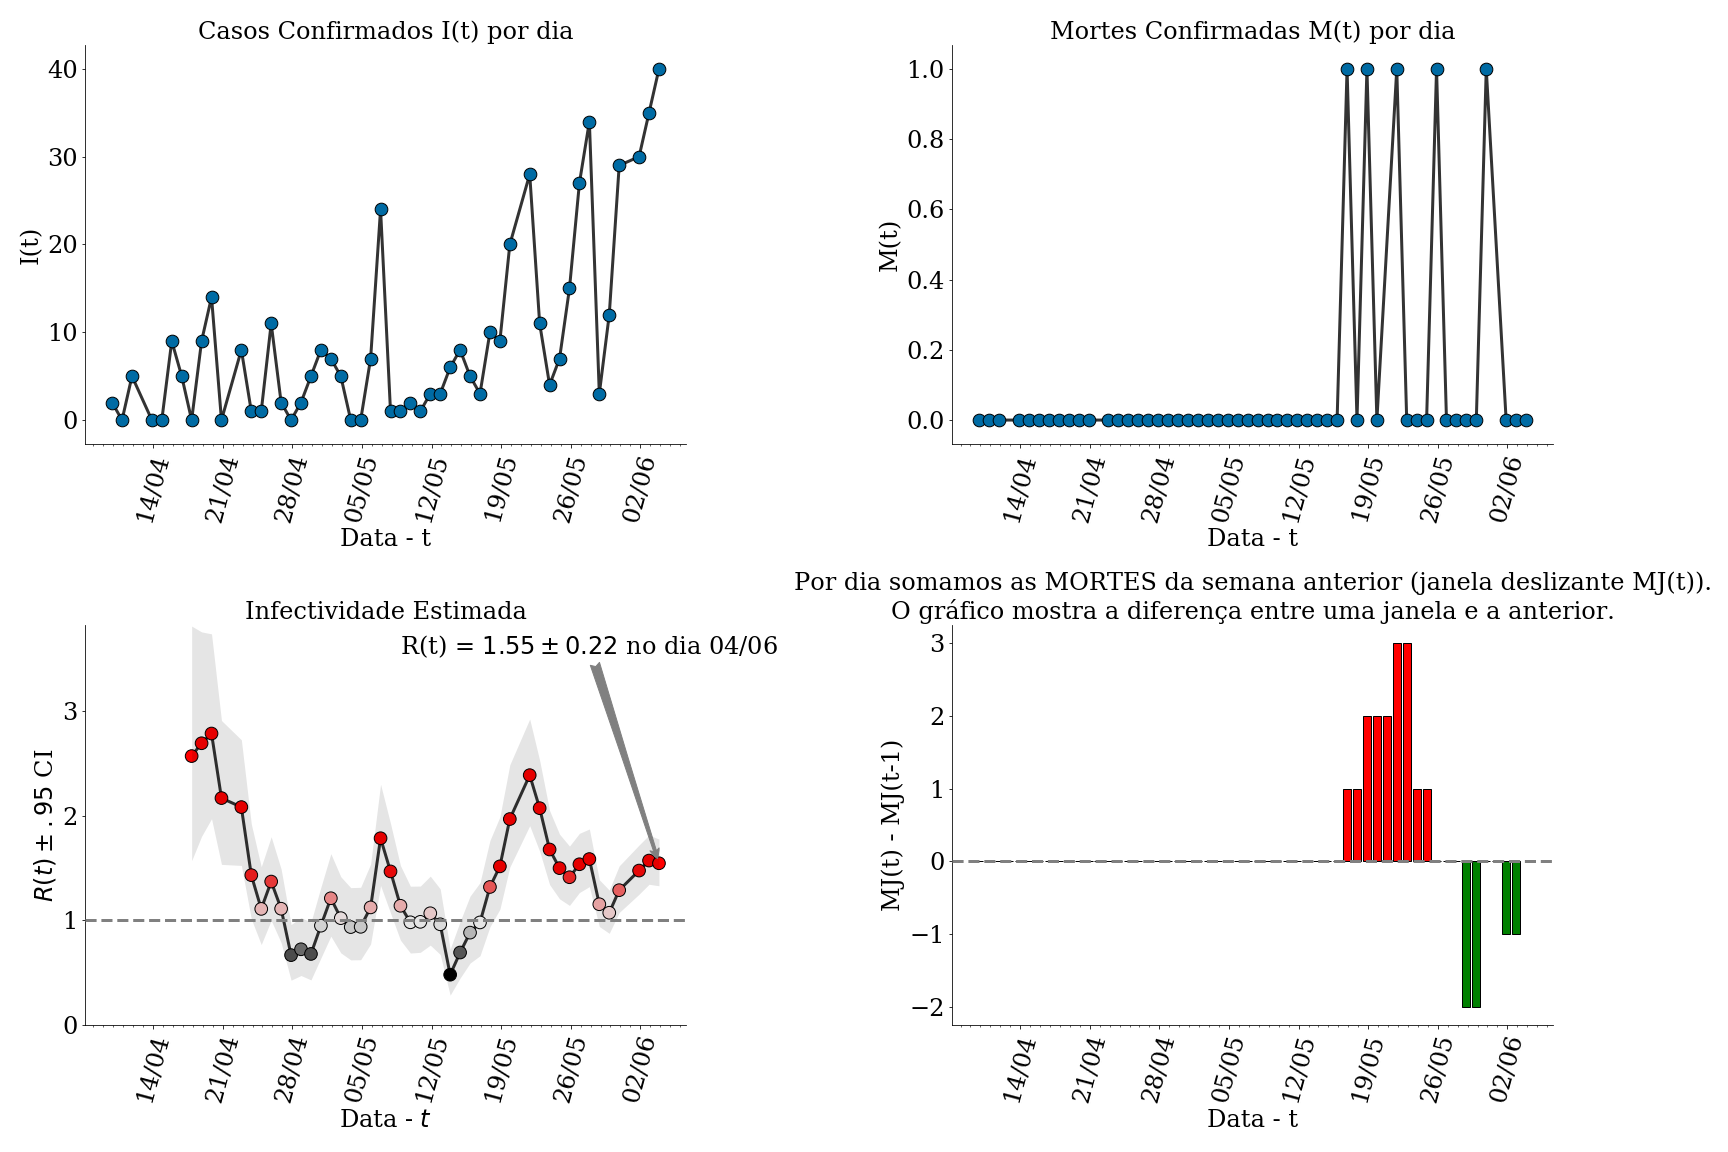 Casos Confirmados I(t) por dia
40
30
20
10
0
I(t)
14/04 21/04 28/04 05/05 12/05 19/05 26/05 02/06
Data - t
Mortes Confirmadas M(t) por dia
1.0
0.8
0.6
0.4
0.2
0.0
M(t)
14/04 21/04 28/04 05/05 12/05 19/05 26/05 02/06
Data - t
Infectividade Estimada
R(t) = 1.55 ± 0.22 no dia 04/06
3
2
1
0
R(t) ± .95 CI
14/04 21/04 28/04 05/05 12/05 19/05 26/05 02/06
Data - t
Por dia somamos as MORTES da semana anterior (janela deslizante MJ(t)).
O gráfico mostra a diferença entre uma janela e a anterior.
3
2
1
0
−1
−2
MJ(t) - MJ(t-1)
14/04 21/04 28/04 05/05 12/05 19/05 26/05 02/06
Data - t